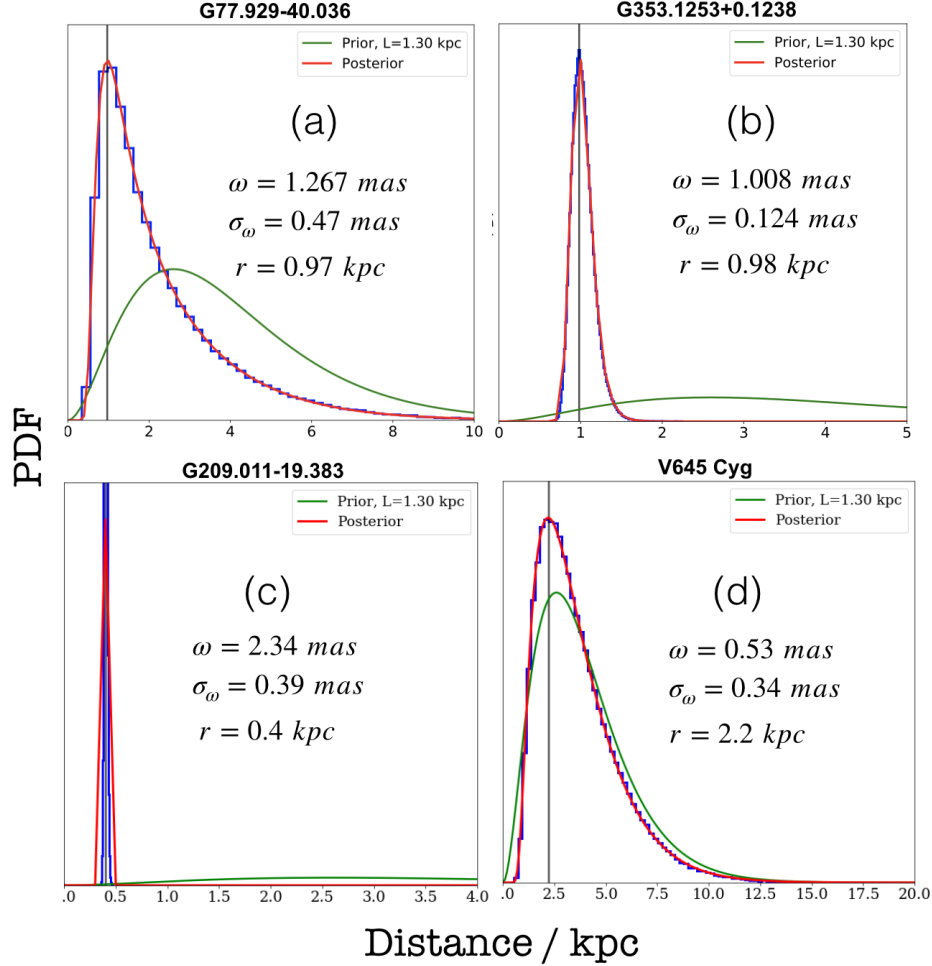 G77.929-40.036
Prior, L=1.30 kpc
Posterior
(a)
ω = 1.267 mas
σω = 0.47 mas
r = 0.97 kpc
0 2 4 6 8 10
G353.1253+0.1238
Prior, L=1.30 kpc
Posterior
(b)
ω = 1.008 mas
σω = 0.124 mas
r = 0.98 kpc
0 1 2 3 4 5
PDF
G209.011-19.383
Prior, L=1.30 kpc
Posterior
(c)
ω = 2.34 mas
σω = 0.39 mas
r = 0.4 kpc
.0 0.5 1.0 1.5 2.0 2.5 3.0 3.5 4.0
V645 Cyg
Prior, L=1.30 kpc
Posterior
(d)
ω = 0.53 mas
σω = 0.34 mas
r = 2.2 kpc
.0 2.5 5.0 7.5 10.0 12.5 15.0 17.5 20.0
Distance / kpc